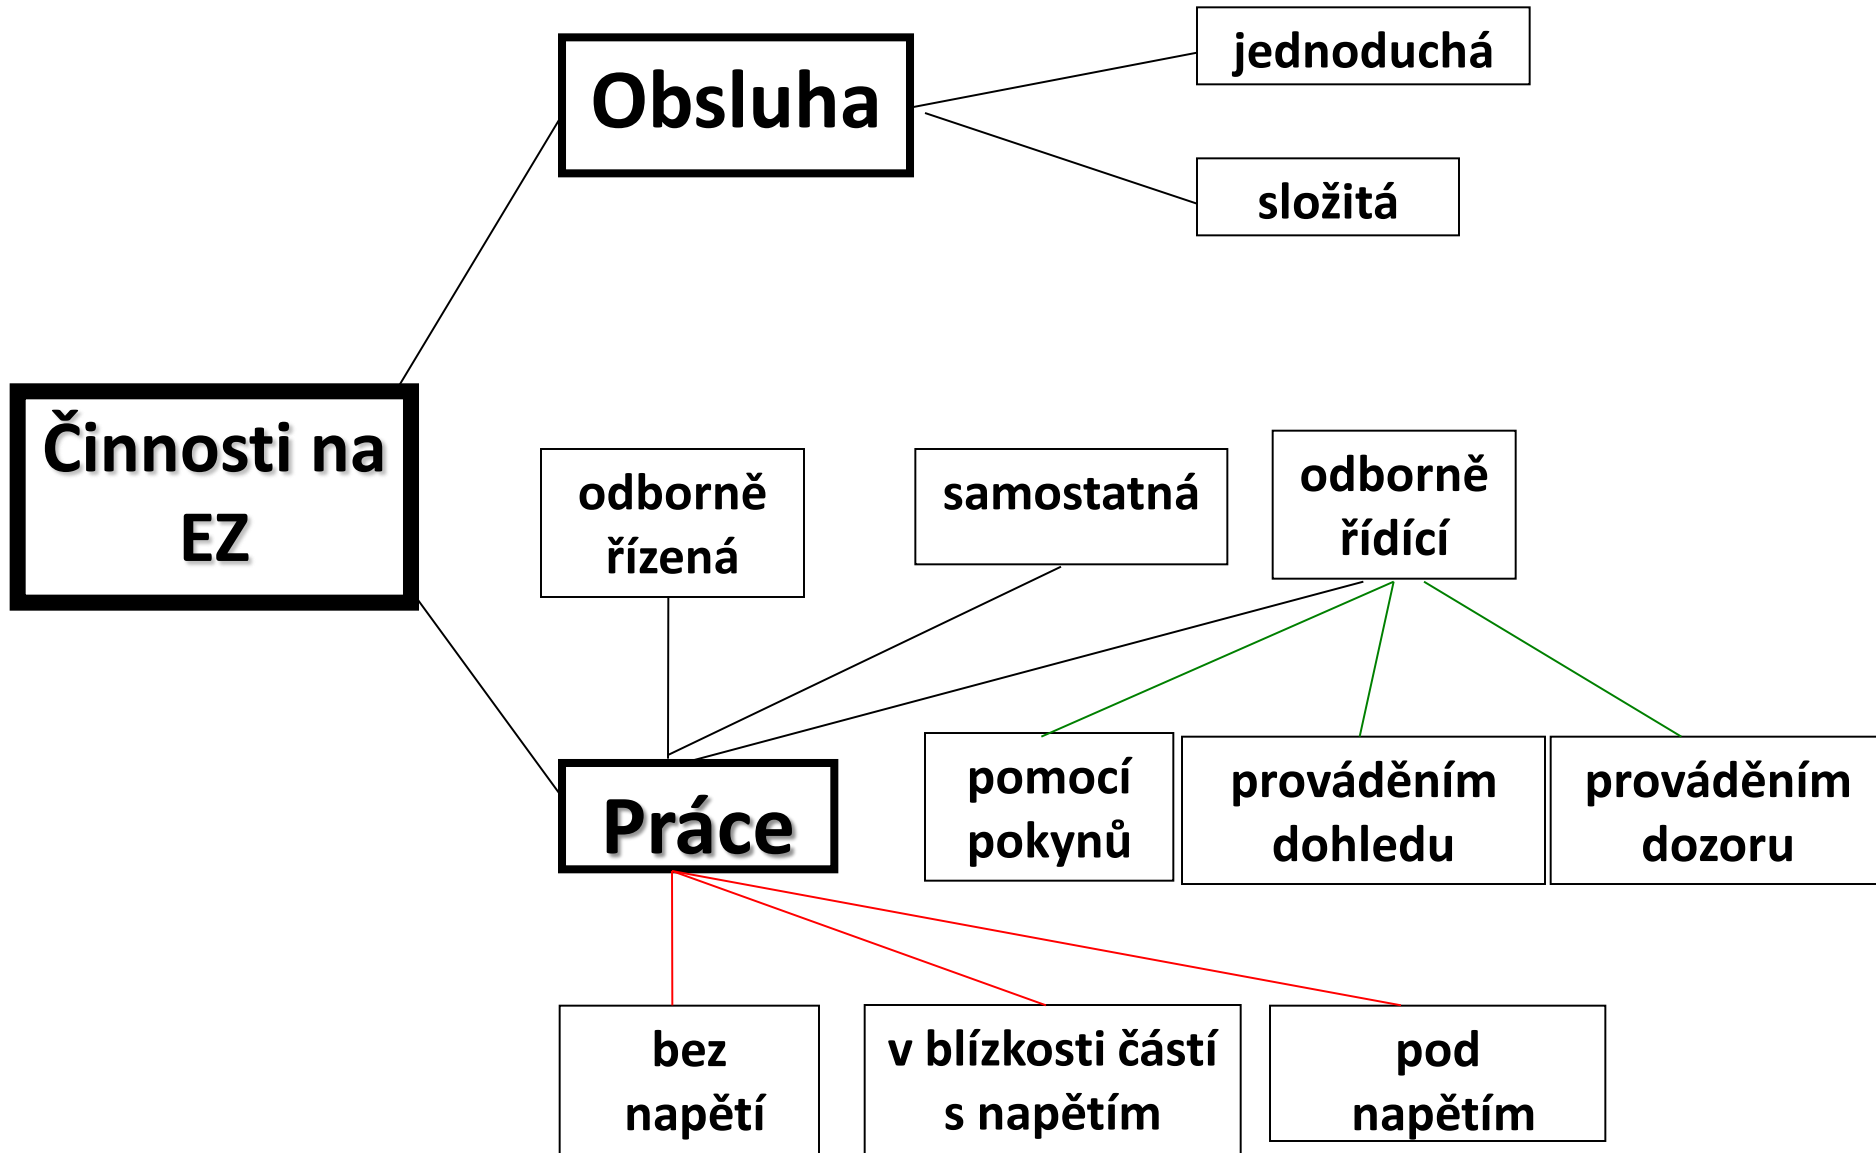 jednoduchá
Obsluha
složitá
Činnosti na
EZ
odborně
řízená
samostatná
odborně
řídící
Práce
pomocí
pokynů
prováděním
dohledu
prováděním
dozoru
bez
napětí
v blízkosti částí
s napětím
pod
napětím